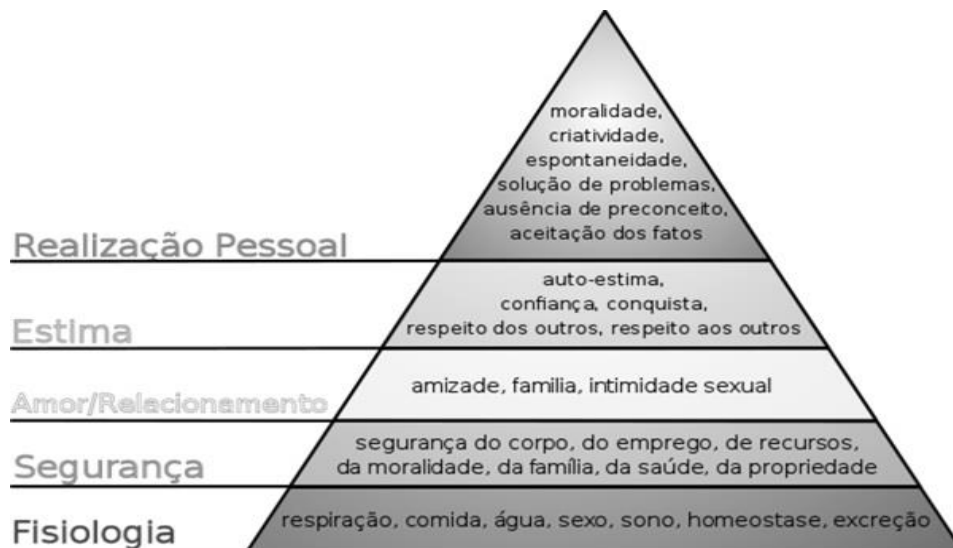 moralidade,
criatividade,
espontaneidade,
solução de problemas,
ausência de preconceito,
aceitação dos fatos
Realização Pessoal
auto-estima,
confiança, conquista,
respeito dos outros, respeito aos outros
Estima
amizade, familia, intimidade sexual
Amor/Relacionamento
segurança do corpo, do emprego, de recursos,
da moralidade, da família, da saúde, da propriedade
Segurança
respiração, comida, água, sexo, sono, homeostase, excreção
Fisiologia